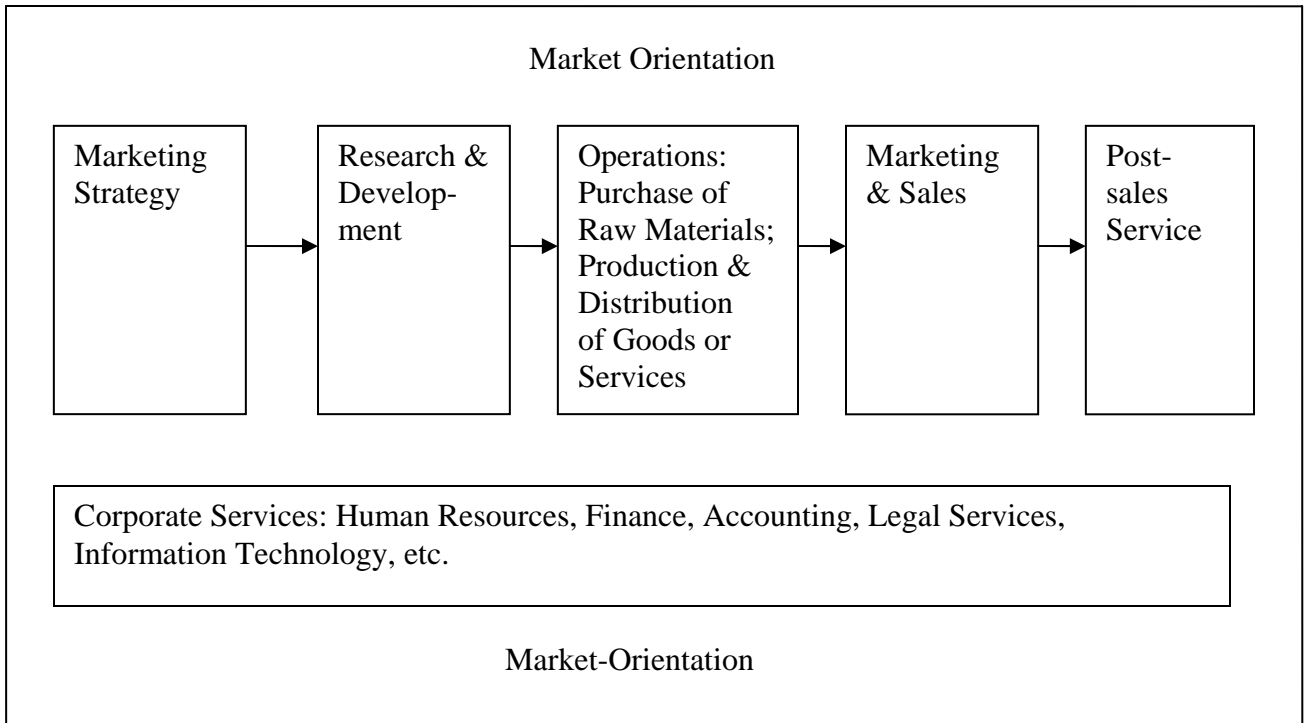 Market Orientation
Marketing
Strategy
Research &
Develop-
ment
Operations:
Purchase of
Raw Materials;
Production &
Distribution
of Goods or
Services
Marketing
& Sales
Post-
sales
Service
Corporate Services: Human Resources, Finance, Accounting, Legal Services,
Information Technology, etc.
Market-Orientation